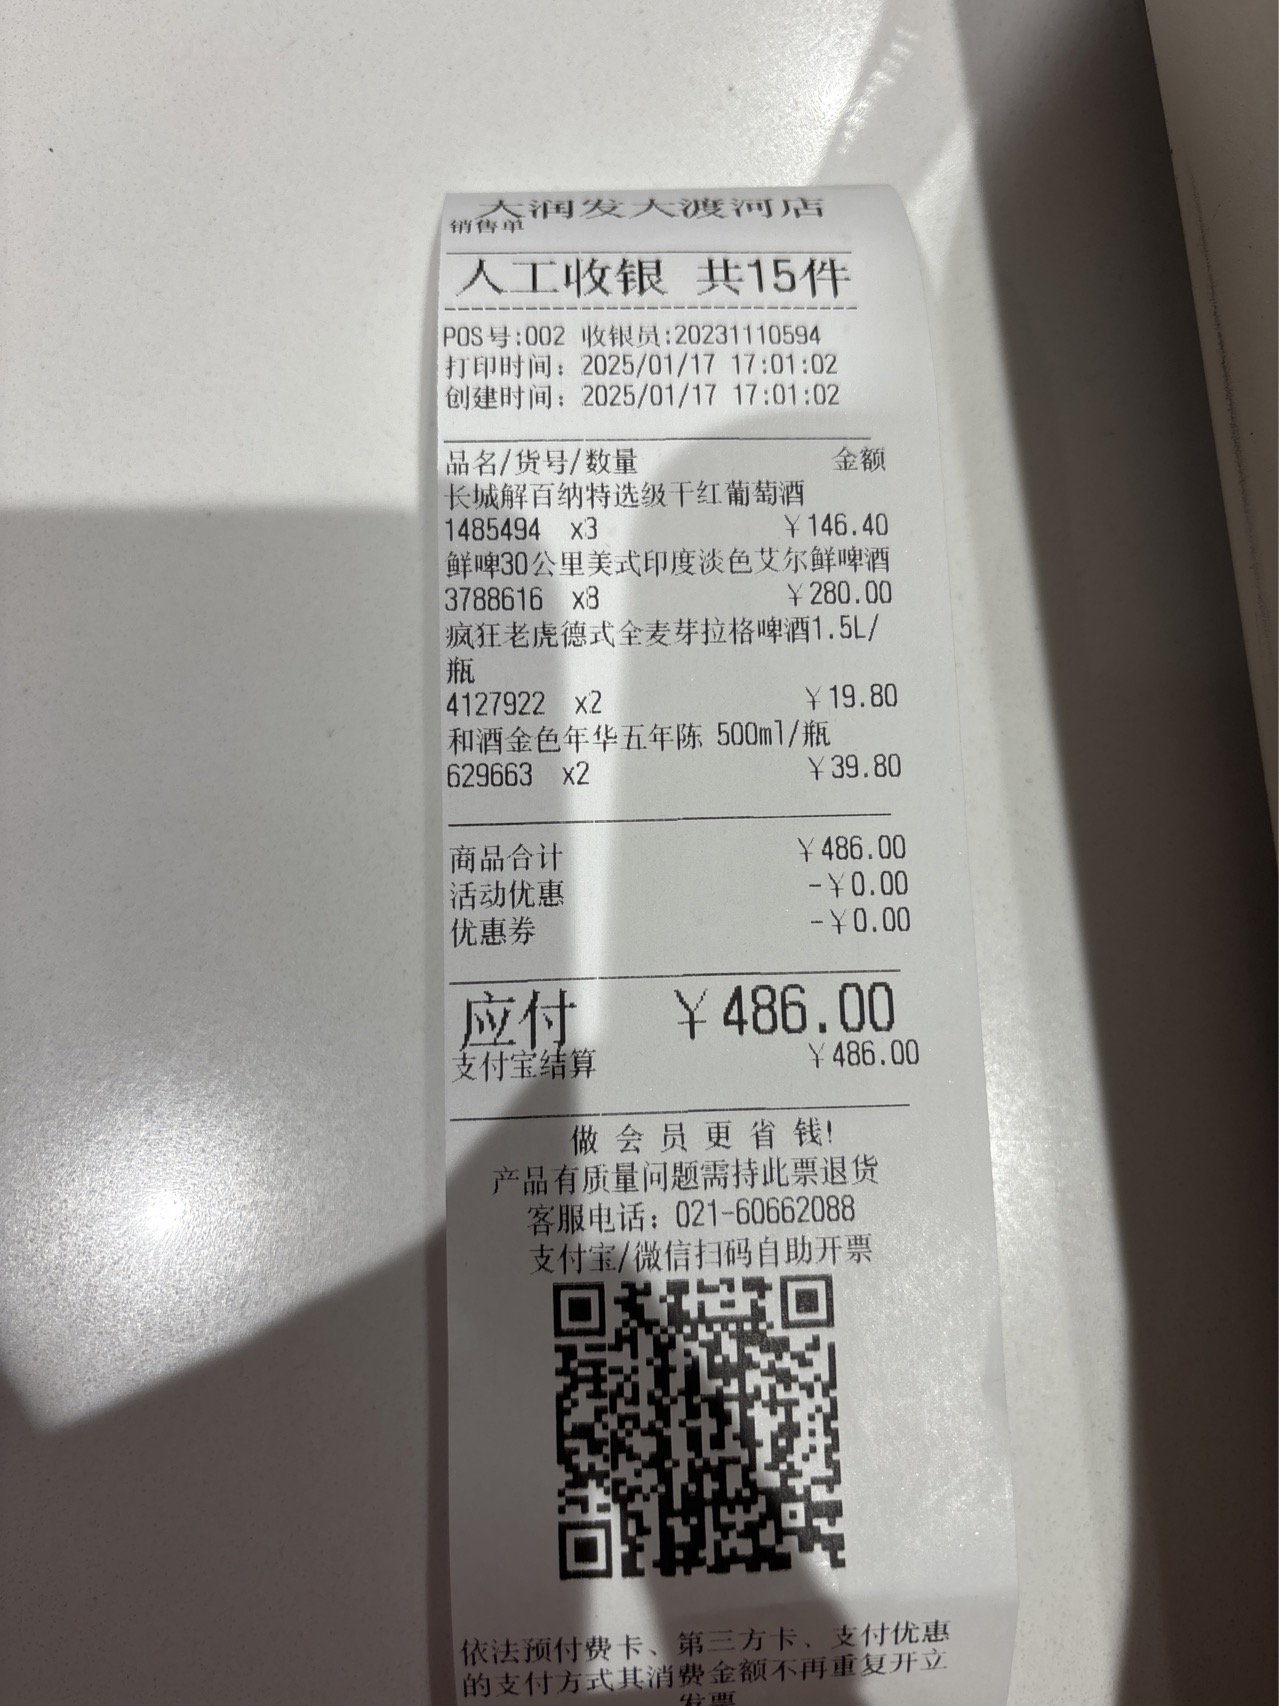 大润发大渡河店
销售单
人工收银 共15件
POS号:002 收银员:20231110594
打印时间：2025/01/17 17:01:02
创建时间：2025/01/17 17:01:02
品名/货号/数量 金额
长城解百纳特选级干红葡萄酒
1485494 x3 ￥146.40
鲜啤30公里美式印度淡色艾尔鲜啤酒
3788616 x8 ￥280.00
疯狂老虎德式全麦芽拉格啤酒1.5L/
瓶
4127922 x2 ￥19.80
和酒金色年华五年陈 500ml/瓶
629663 x2 ￥39.80
商品合计 ￥486.00
活动优惠 -￥0.00
优惠券 -￥0.00
应付 ￥486.00
支付宝结算 ￥486.00
做会员更省钱!
产品有质量问题需持此票退货
客服电话：021-60662088
支付宝/微信扫码自助开票
依法预付费卡、第三方卡、支付优惠
的支付方式其消费金额不再重复开立
发票